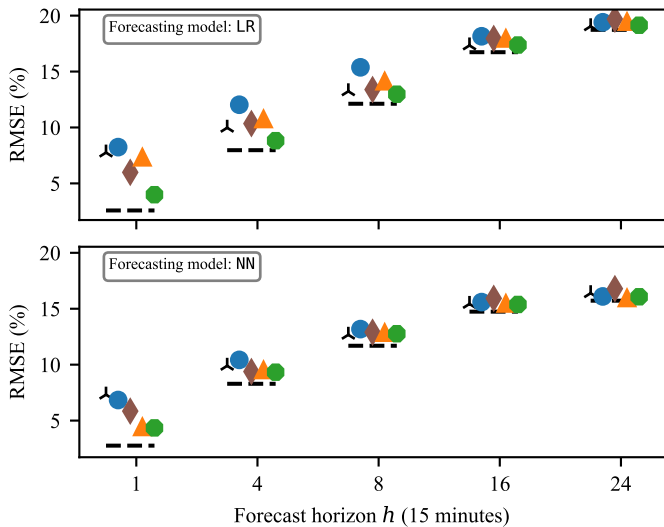 20
15
10
5
RMSE (%)
Forecasting model: LR
20
15
10
5
RMSE (%)
Forecasting model: NN
1 4 8 16 24
Forecast horizon h (15 minutes)